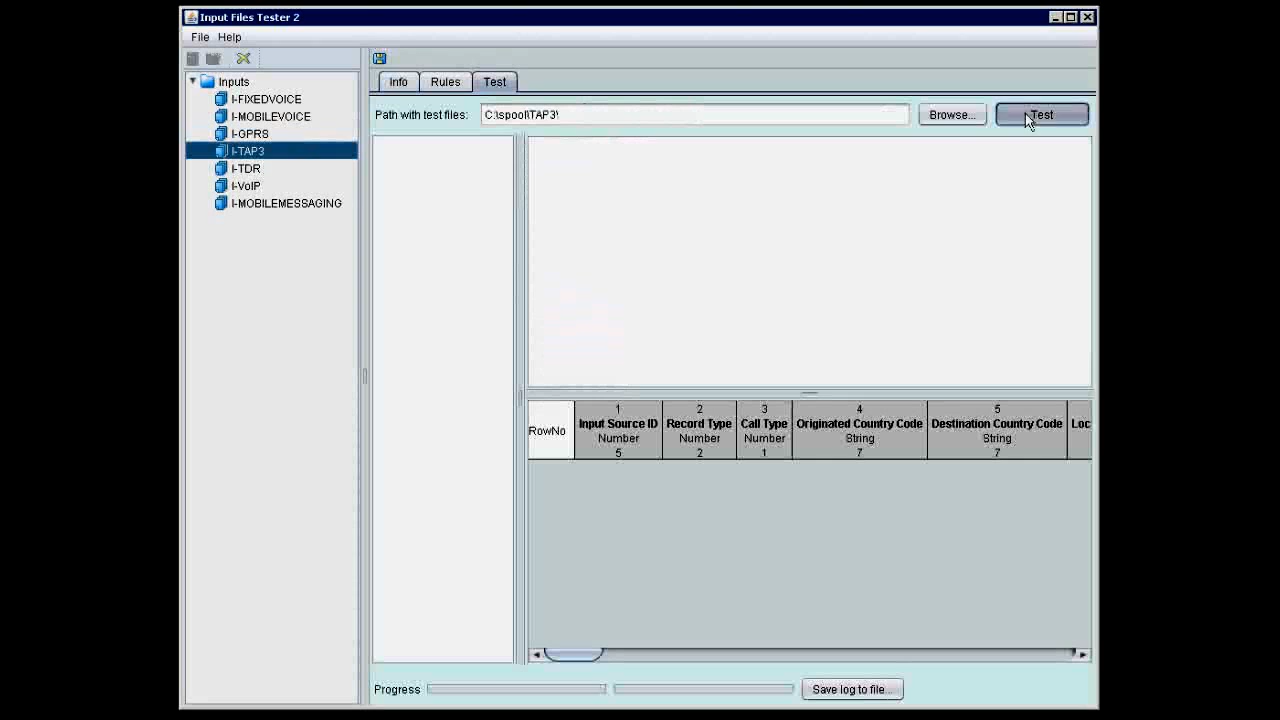 Input Files Tester 2
File Help
Inputs
I-FIXEDVOICE
I-MOBILEVOICE
I-GPRS
I-TAP3
I-TDR
I-VoIP
I-MOBILEMESSAGING
Info Rules Test
Path with test files: C:\spool\TAP3\ Browse... Test
RowNo
1 2 3 4 5
Input Source ID Record Type Call Type Originated Country Code Destination Country Code Loc
Number Number Number String String
5 2 1 7 7
Progress Save log to file...